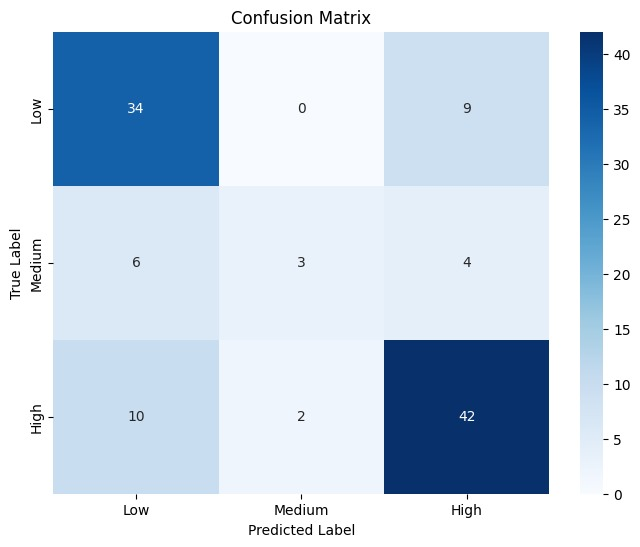 Confusion Matrix
True Label
Low
34 0 9
Medium
6 3 4
High
10 2 42
Low Medium High
Predicted Label
40
35
30
25
20
15
10
5
0